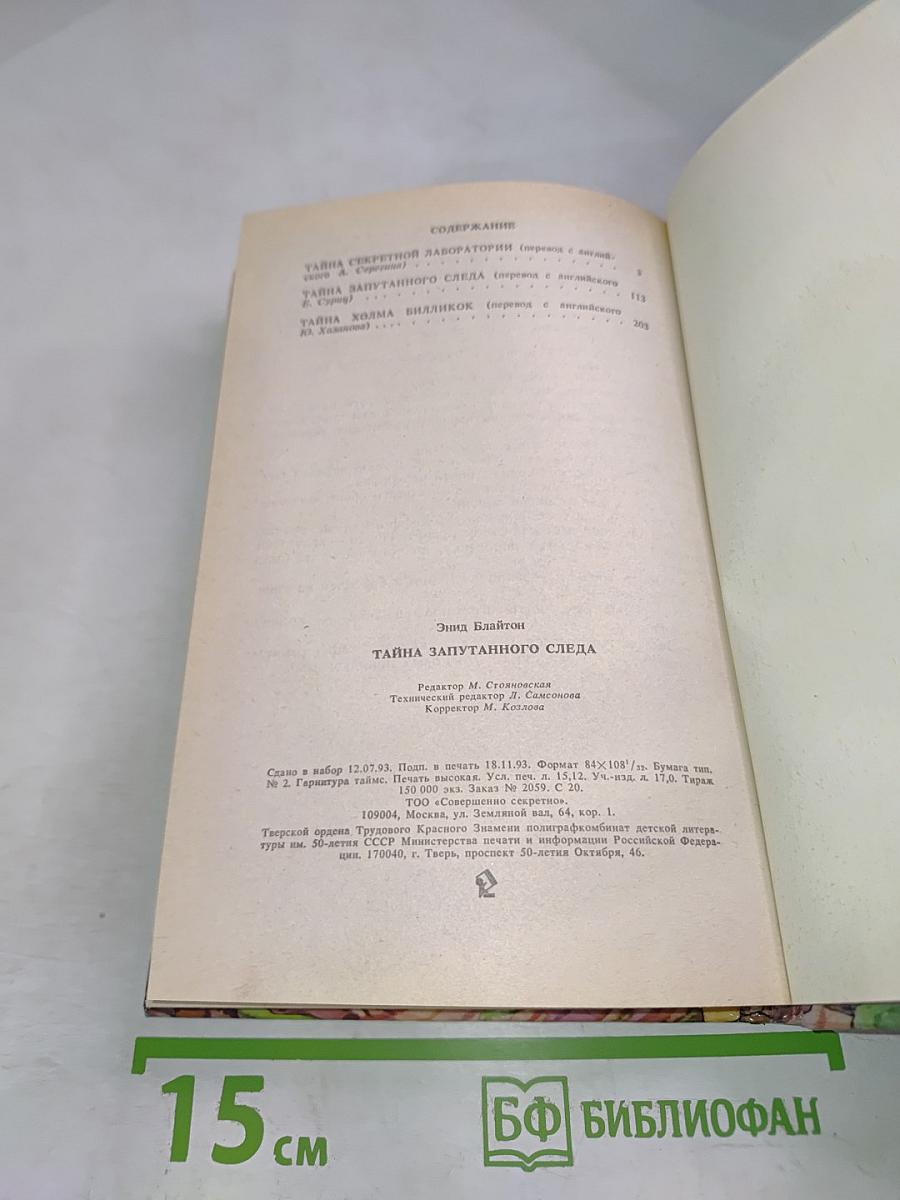 СОДЕРЖАНИЕ
ТАЙНА СЕКРЕТНОЙ ЛАБОРАТОРИИ (перевод с англий-
ского А. Серегина) . . . . . . . . . . . . . . 5
ТАЙНА ЗАПУТАННОГО СЛЕДА (перевод с английского
Е. Суриц) . . . . . . . . . . . . . . . . . . 113
ТАЙНА ХОЛМА БИЛЛИКОК (перевод с английского
Ю. Хазанова) . . . . . . . . . . . . . . . . . 203
Энид Блайтон
ТАЙНА ЗАПУТАННОГО СЛЕДА
Редактор М. Стояновская
Технический редактор Л. Самсонова
Корректор М. Козлова
Сдано в набор 12.07.93. Подп. в печать 18.11.93. Формат 84×108¹/₃₂. Бумага тип.
№ 2. Гарнитура таймс. Печать высокая. Усл. печ. л. 15,12. Уч.-изд. л. 17,0. Тираж
150 000 экз. Заказ № 2059. С 20.
ТОО «Совершенно секретно».
109004, Москва, ул. Земляной вал, 64, кор. 1.
Тверской ордена Трудового Красного Знамени полиграфкомбинат детской литера-
туры им. 50-летия СССР Министерства печати и информации Российской Федера-
ции. 170040, г. Тверь, проспект 50-летия Октября, 46.
15 см
БФ БИБЛИОФАН